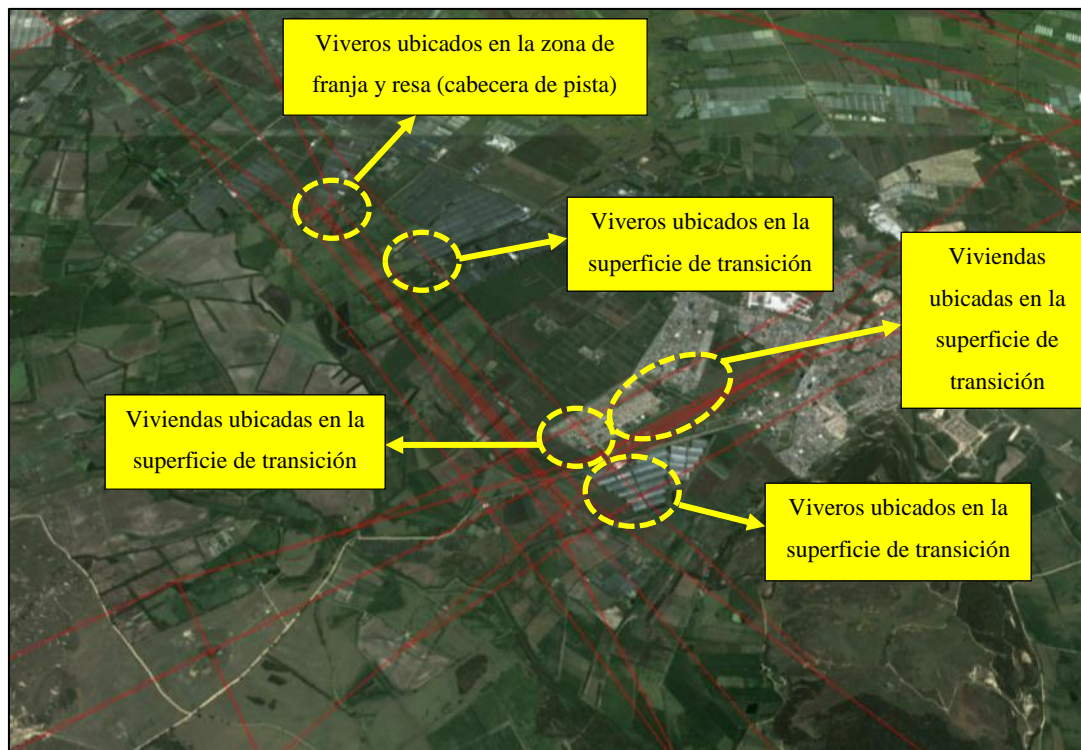 Viveros ubicados en la zona de
franja y resa (cabecera de pista)
Viveros ubicados en la
superficie de transición
Viviendas
ubicadas en la
superficie de
transición
Viviendas ubicadas en la
superficie de transición
Viveros ubicados en la
superficie de transición